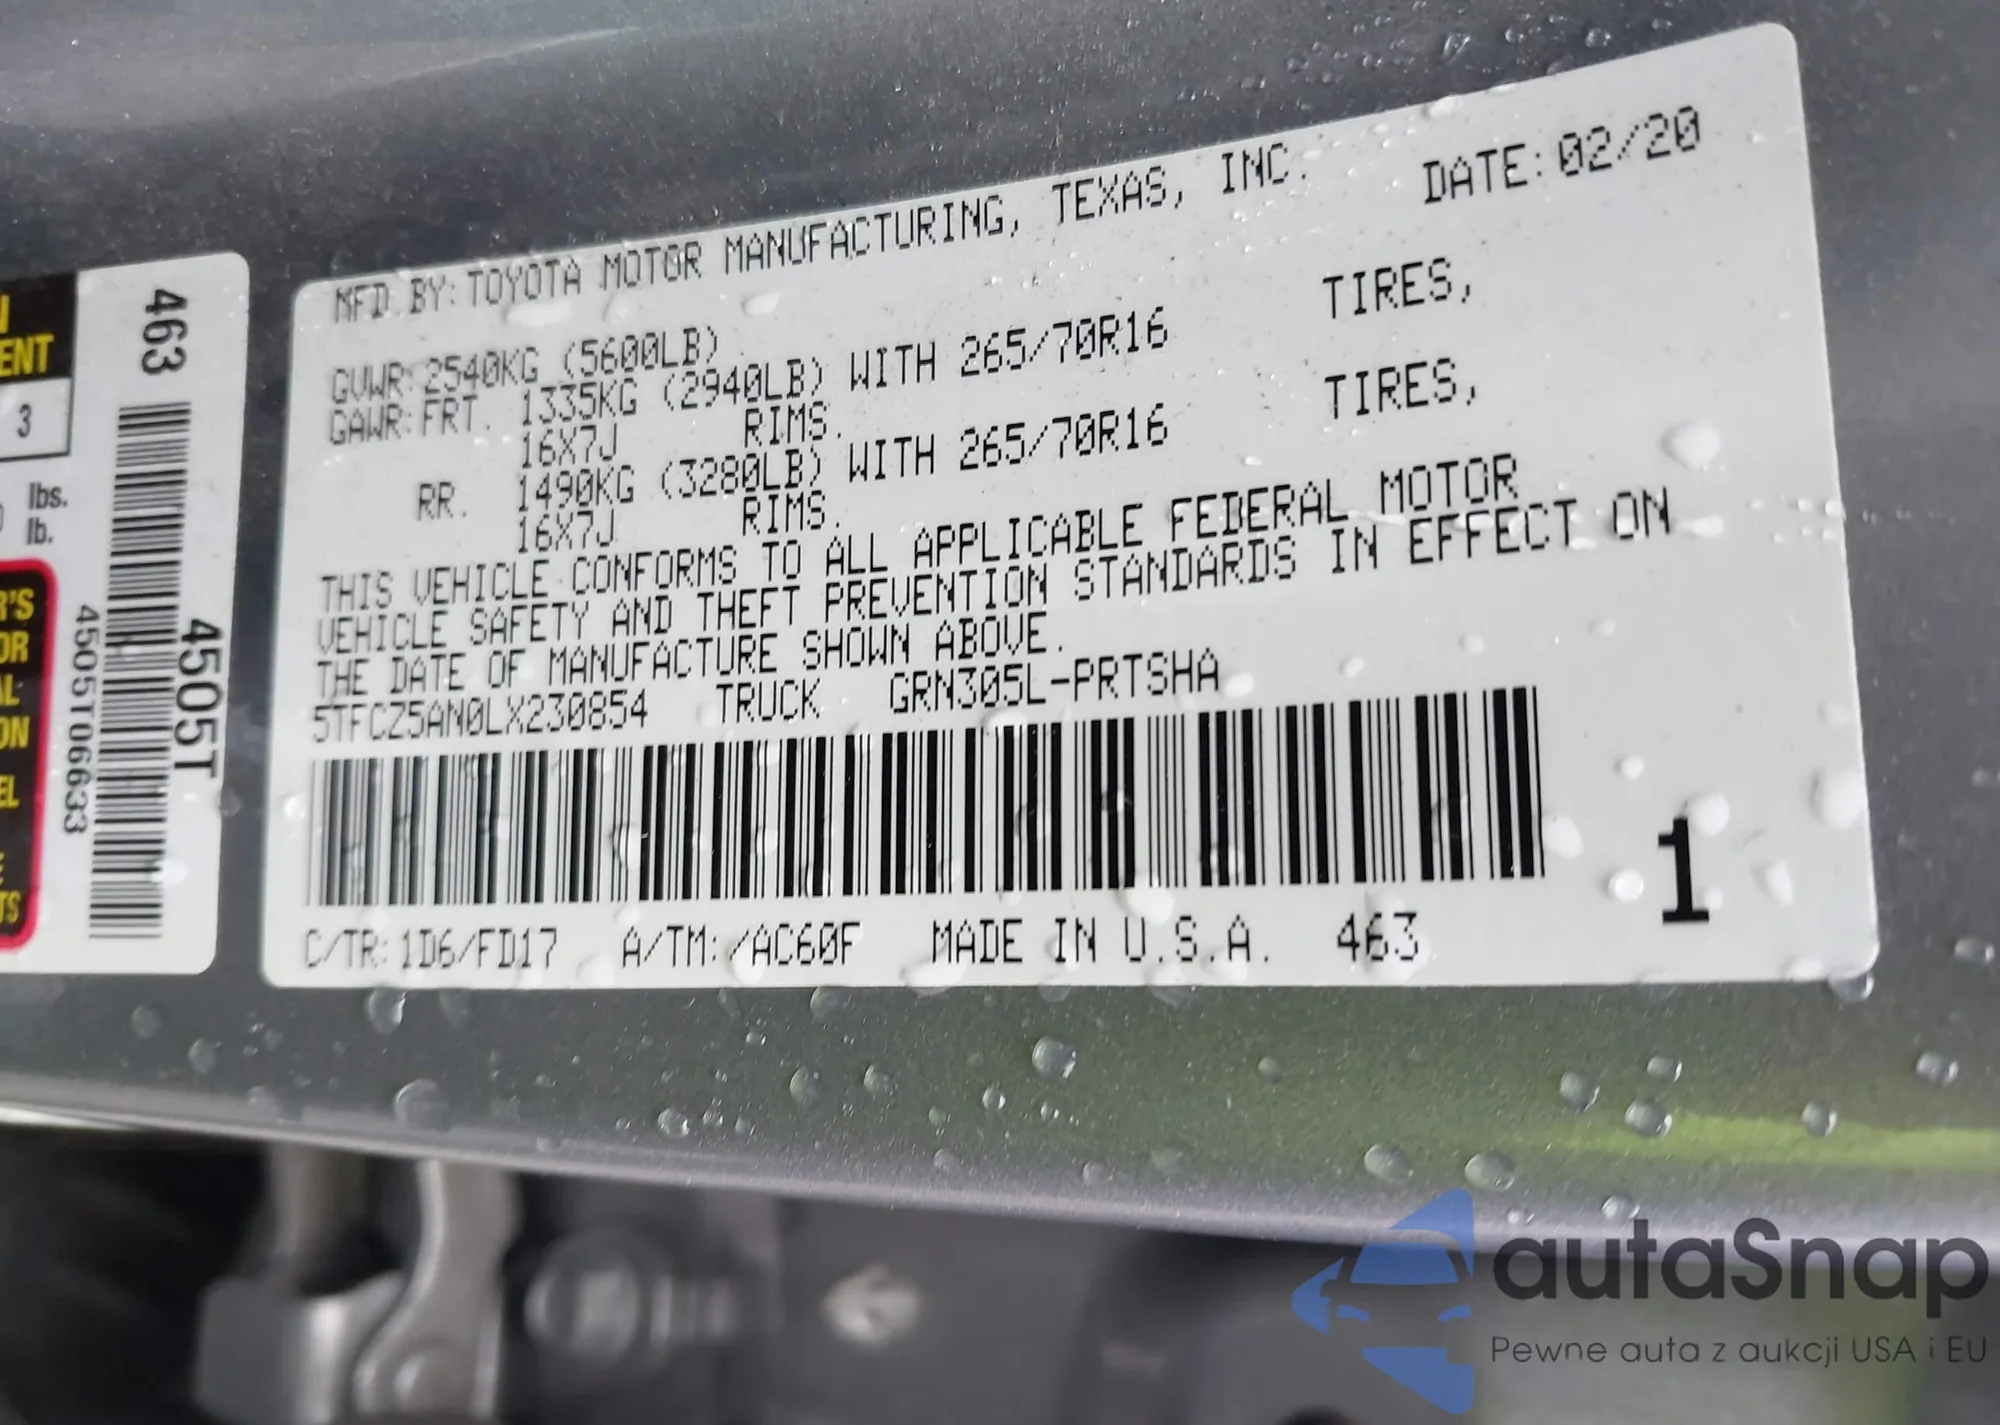 MFD.BY:TOYOTA MOTOR MANUFACTURING, TEXAS, INC. DATE:02/20
GVWR:2540KG (5600LB)
GAWR:FRT. 1335KG (2940LB) WITH 265/70R16 TIRES,
16X7J RIMS.
RR. 1490KG (3280LB) WITH 265/70R16 TIRES,
16X7J RIMS.
THIS VEHICLE CONFORMS TO ALL APPLICABLE FEDERAL MOTOR
VEHICLE SAFETY AND THEFT PREVENTION STANDARDS IN EFFECT ON
THE DATE OF MANUFACTURE SHOWN ABOVE.
5TFCZ5AN0LX230854 TRUCK GRN305L-PRTSHA
C/TR:1D6/FD17 A/TM:/AC60F MADE IN U.S.A. 463
1
463
4505T
4505T06633
3
lbs.
lb.
autaSnap
Pewne auta z aukcji USA i EU